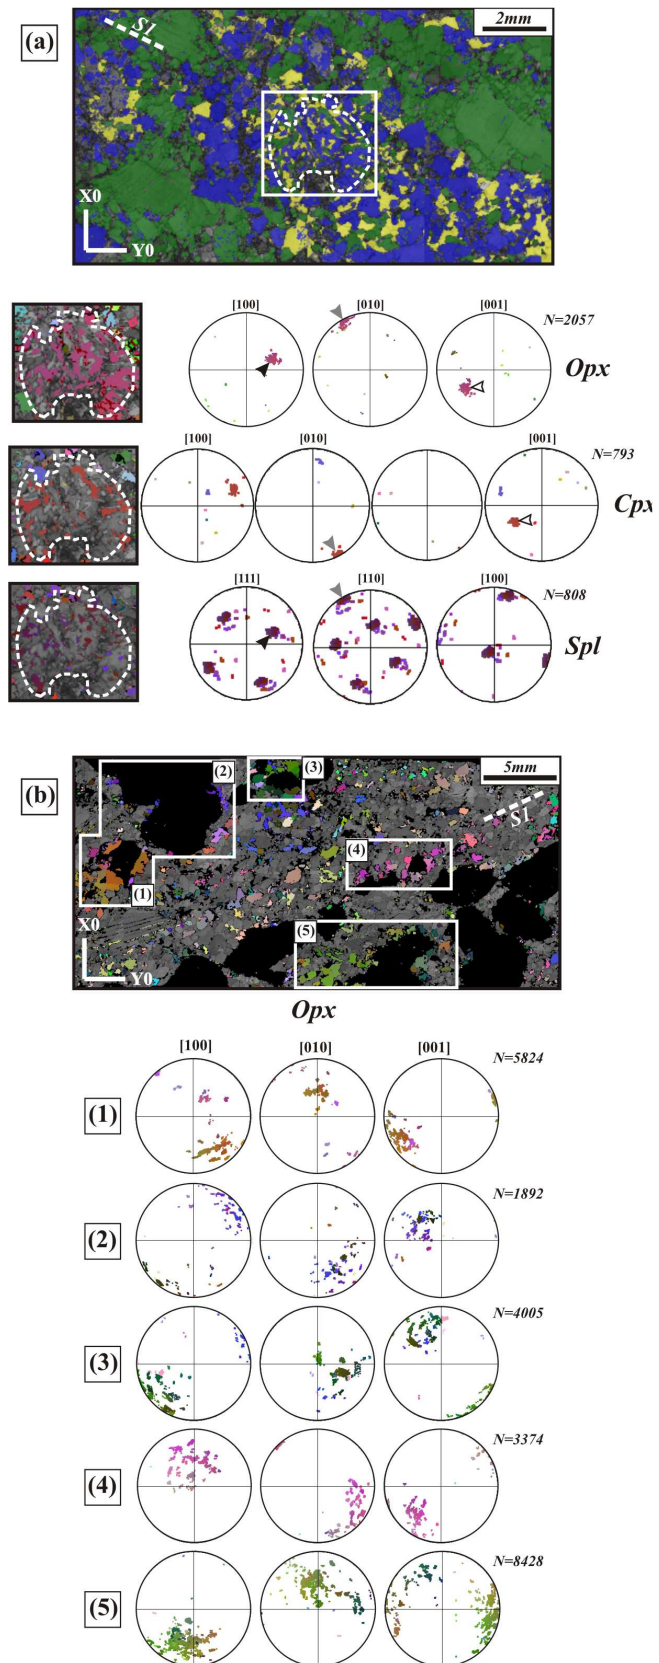 (a)
S1
2mm
X0
Y0
[100]
[010]
[001]
N=2057
Opx
[100]
[010]
[001]
N=793
Cpx
[111]
[110]
[100]
N=808
Spl
(b)
(2)
(3)
5mm
S1
(4)
(1)
(5)
X0
Y0
Opx
[100]
[010]
[001]
N=5824
(1)
N=1892
(2)
N=4005
(3)
N=3374
(4)
N=8428
(5)